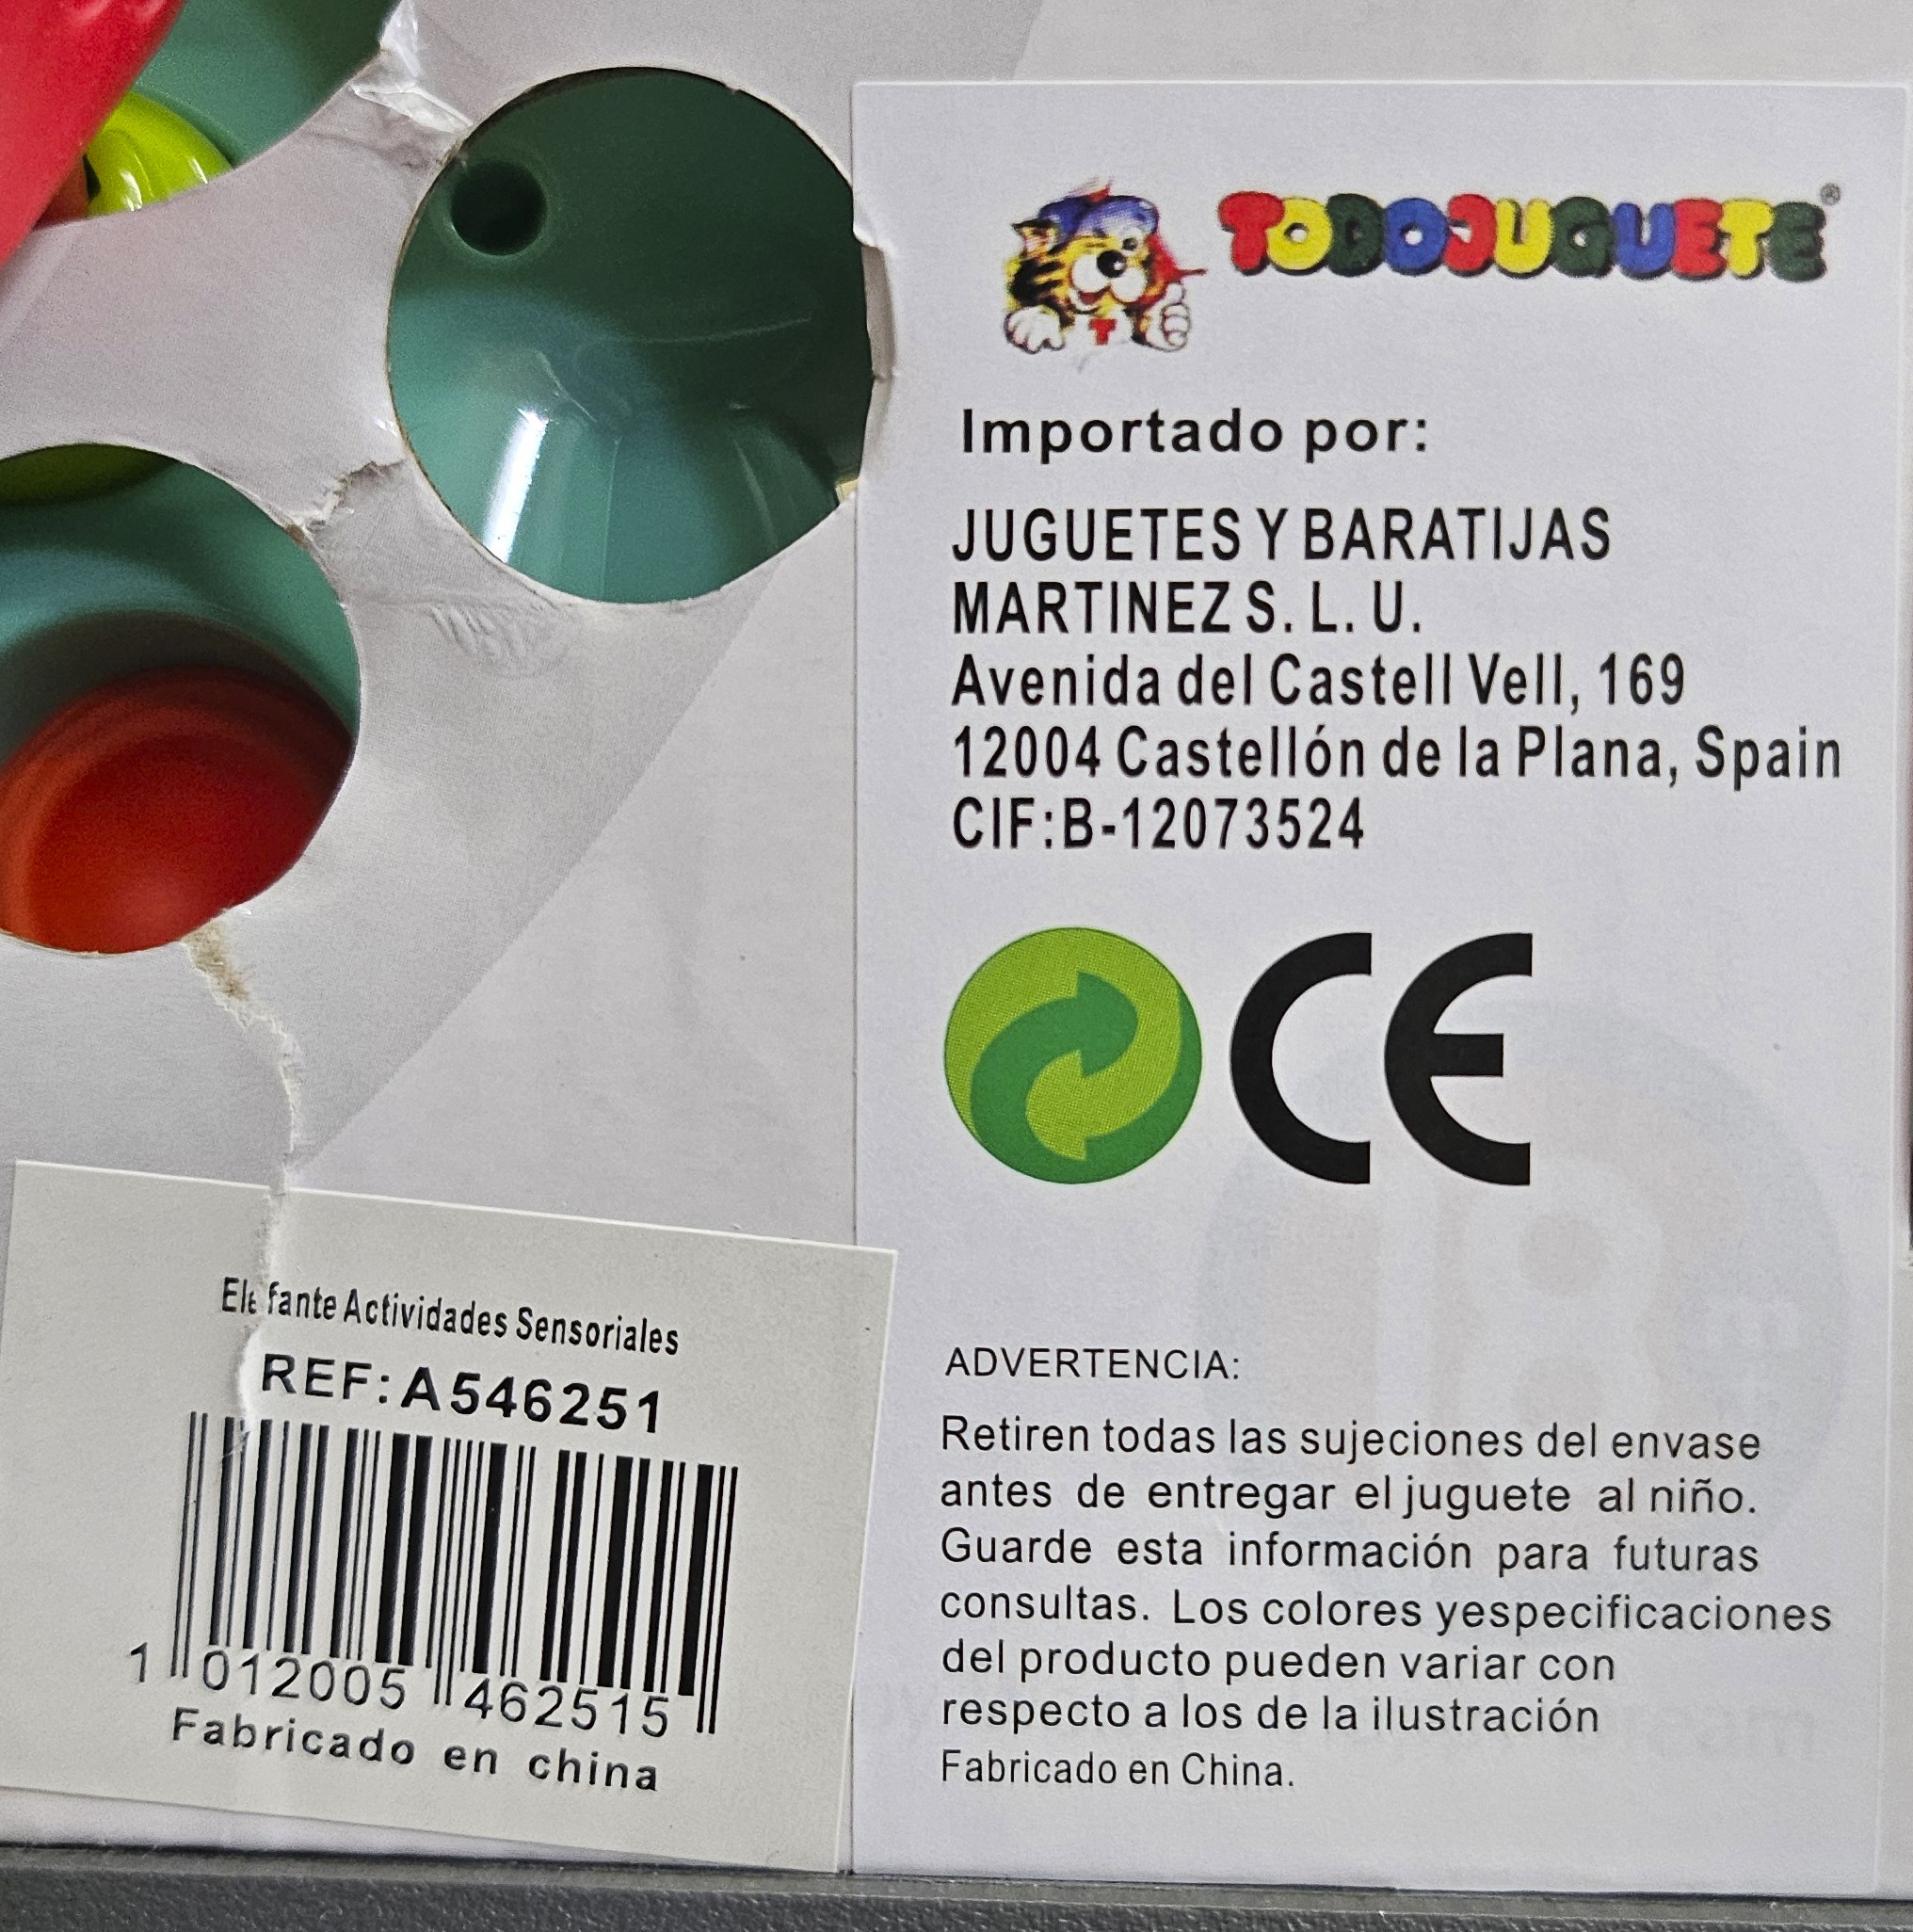 TODOJUGUETE®
T
Importado por:
JUGUETES Y BARATIJAS
MARTINEZ S. L. U.
Avenida del Castell Vell, 169
12004 Castellón de la Plana, Spain
CIF:B-12073524
CE
ADVERTENCIA:
Retiren todas las sujeciones del envase
antes de entregar el juguete al niño.
Guarde esta información para futuras
consultas. Los colores yespecificaciones
del producto pueden variar con
respecto a los de la ilustración
Fabricado en China.
Elefante Actividades Sensoriales
REF:A546251
1 012005 462515
Fabricado en china